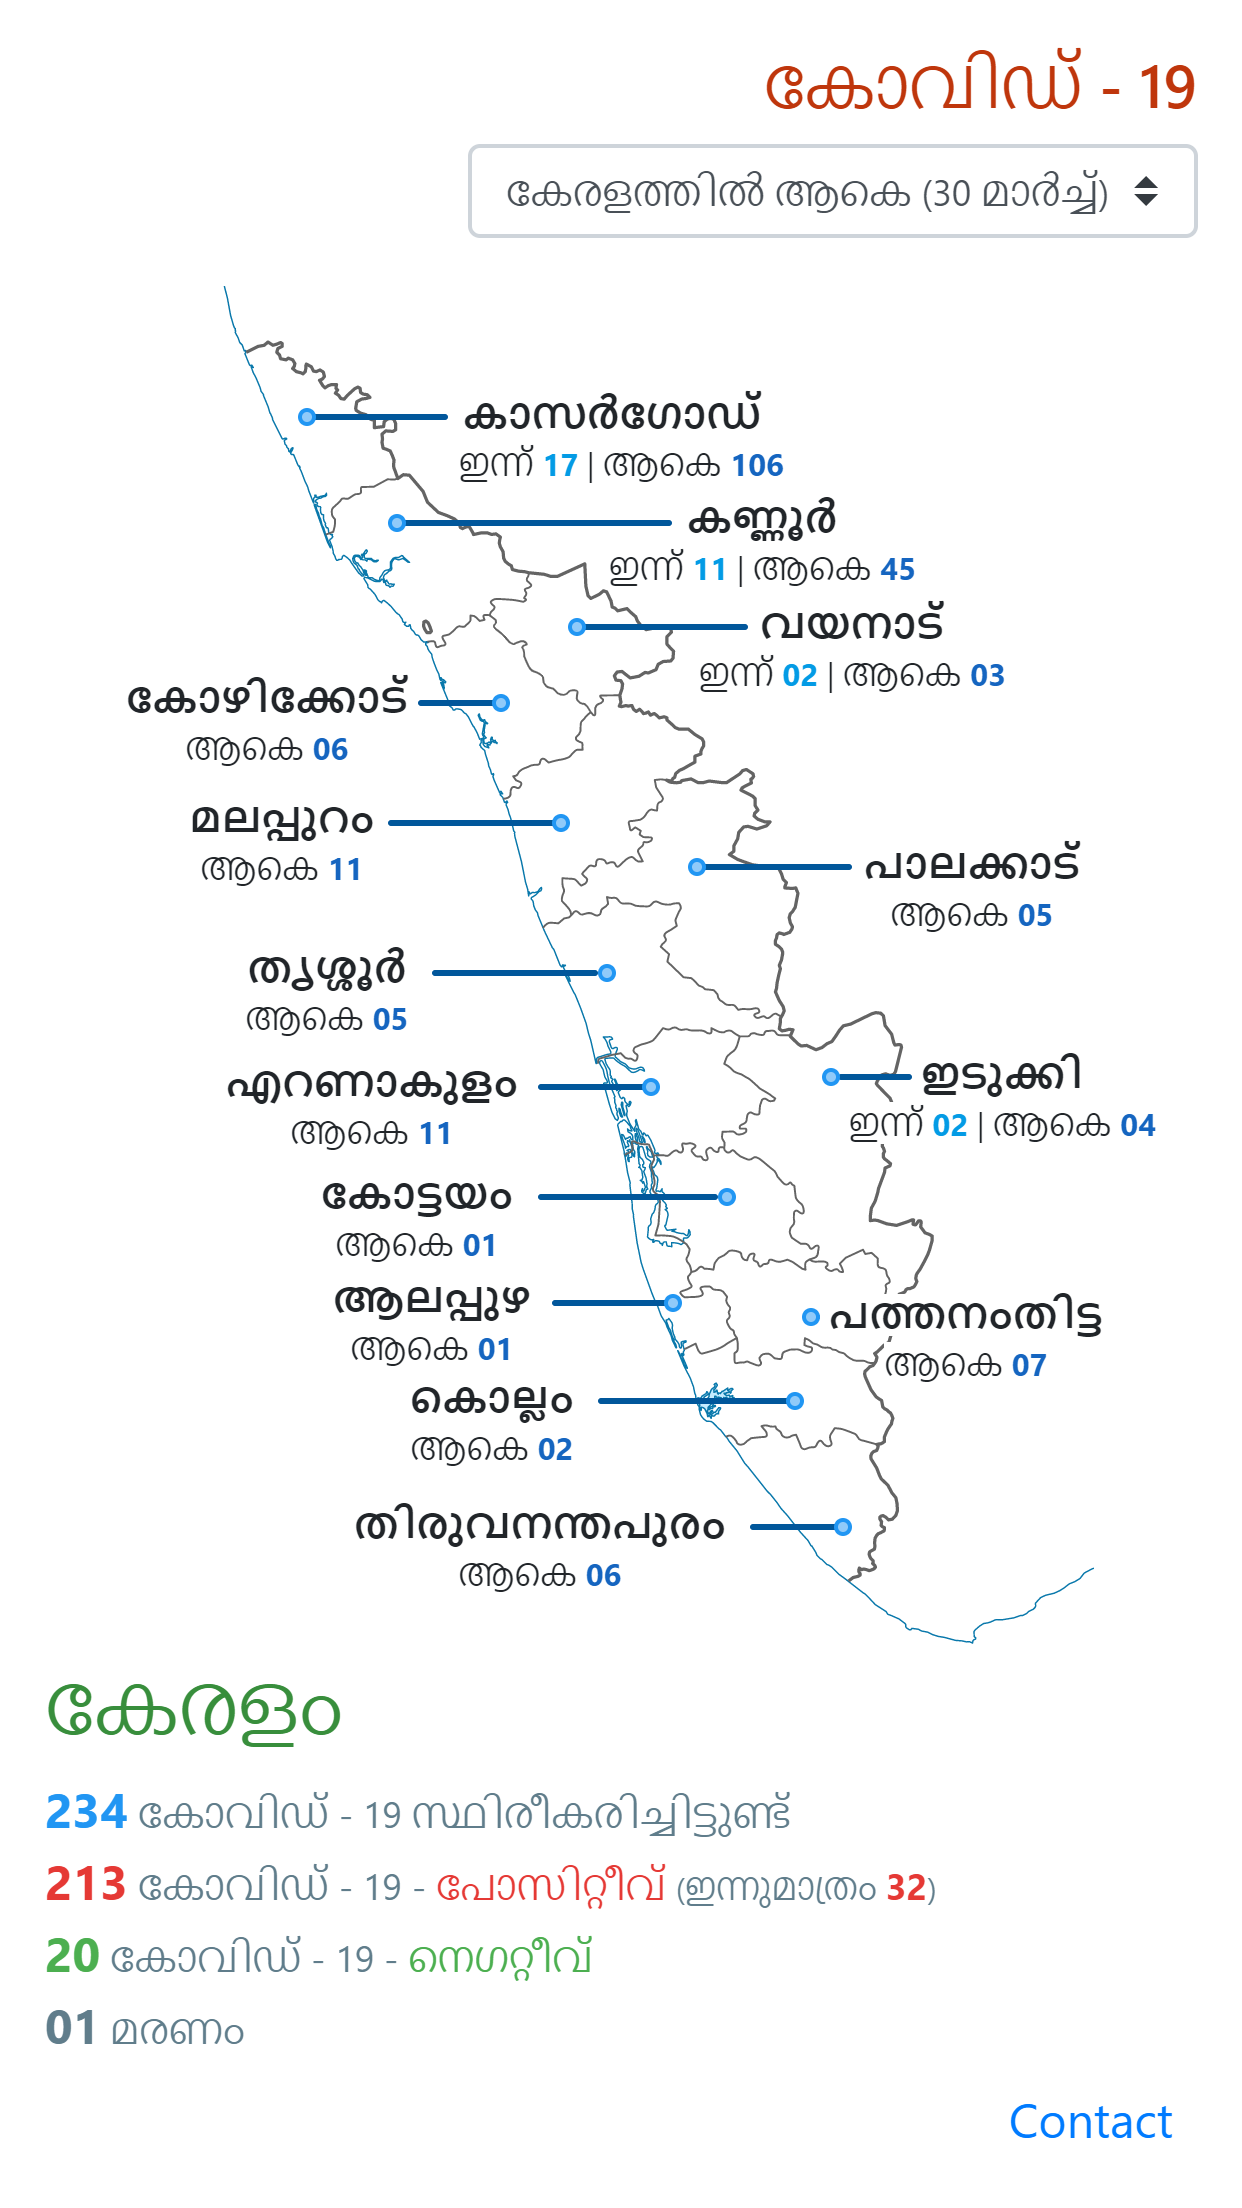 കോവിഡ് - 19
കേരളത്തിൽ ആകെ (30 മാർച്ച്)
കാസർഗോഡ്
ഇന്ന് 17 | ആകെ 106
കണ്ണൂർ
ഇന്ന് 11 | ആകെ 45
വയനാട്
ഇന്ന് 02 | ആകെ 03
കോഴിക്കോട്
ആകെ 06
മലപ്പുറം
ആകെ 11
പാലക്കാട്
ആകെ 05
തൃശ്ശൂർ
ആകെ 05
ഇടുക്കി
ഇന്ന് 02 | ആകെ 04
എറണാകുളം
ആകെ 11
കോട്ടയം
ആകെ 01
ആലപ്പുഴ
ആകെ 01
പത്തനംതിട്ട
ആകെ 07
കൊല്ലം
ആകെ 02
തിരുവനന്തപുരം
ആകെ 06
കേരളം
234 കോവിഡ് - 19 സ്ഥിരീകരിച്ചിട്ടുണ്ട്
213 കോവിഡ് - 19 - പോസിറ്റീവ് (ഇന്നുമാത്രം 32)
20 കോവിഡ് - 19 - നെഗറ്റീവ്
01 മരണം
Contact